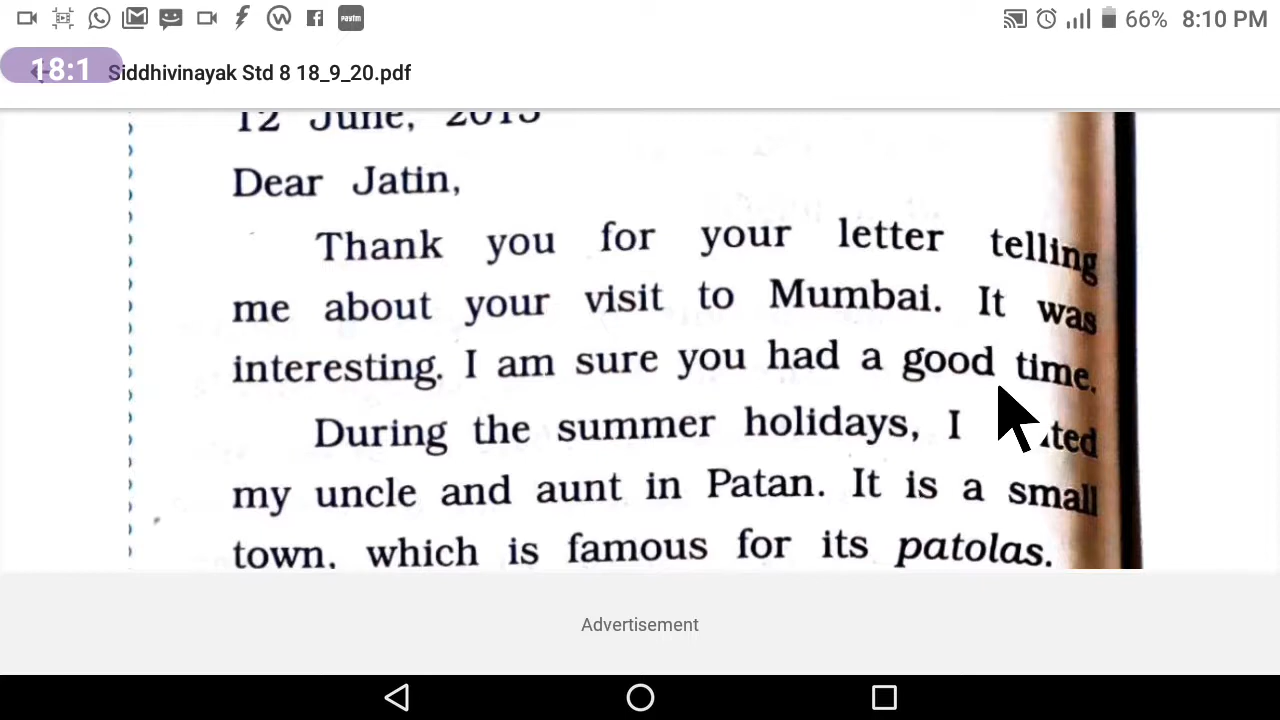 66% 8:10 PM
18:1 Siddhivinayak Std 8 18_9_20.pdf
12 June,
Dear Jatin,
Thank you for your letter telling
me about your visit to Mumbai. It was
interesting. I am sure you had a good time.
During the summer holidays, I
my uncle and aunt in Patan. It is a small
town, which is famous for its patolas.
Advertisement